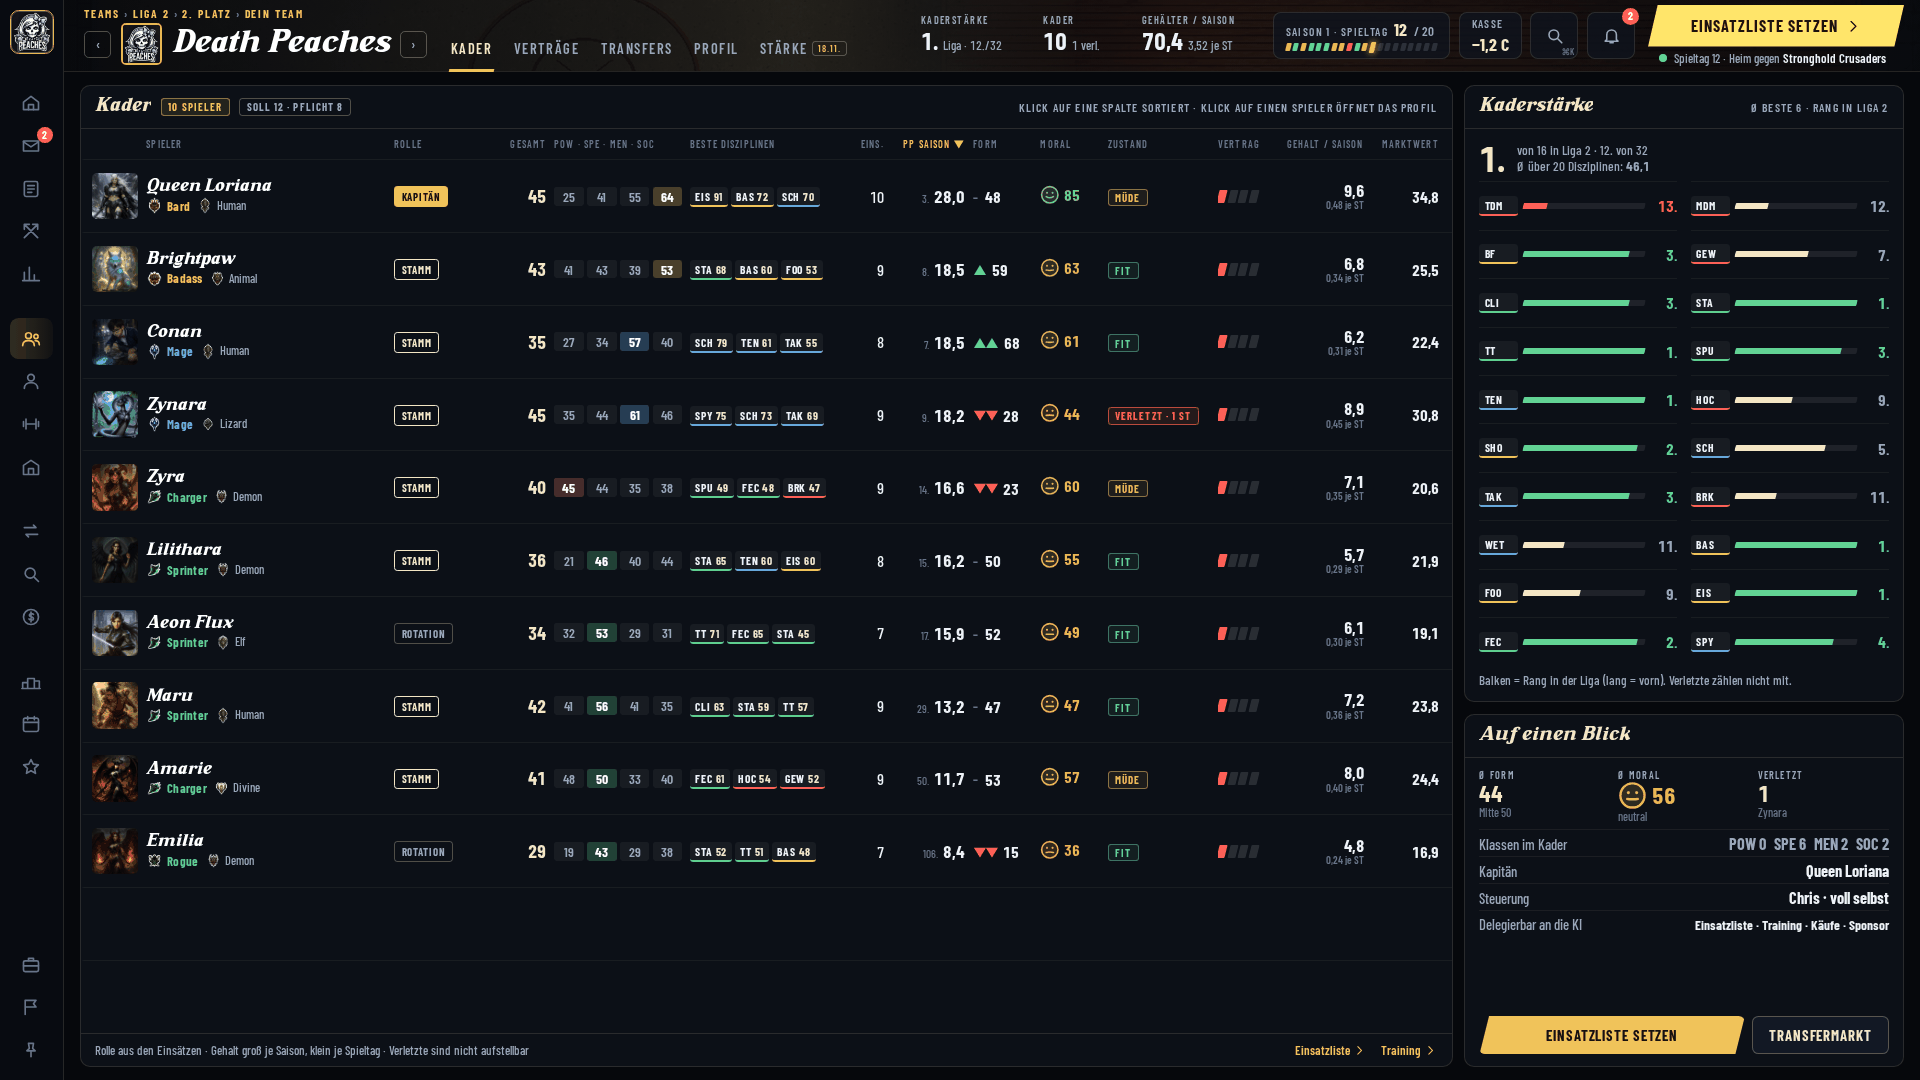 TEAMS › LIGA 2 › 2. PLATZ › DEIN TEAM
‹ Death Peaches ›
KADER VERTRÄGE TRANSFERS PROFIL STÄRKE 18.11.
KADERSTÄRKE
1. Liga · 12./32
KADER
10 1 verl.
GEHÄLTER / SAISON
70,4 3,52 je ST
SAISON 1 · SPIELTAG 12 / 20
KASSE
−1,2 C
⌘K
2
EINSATZLISTE SETZEN
Spieltag 12 · Heim gegen Stronghold Crusaders
2
Kader 10 SPIELER SOLL 12 · PFLICHT 8
KLICK AUF EINE SPALTE SORTIERT · KLICK AUF EINEN SPIELER ÖFFNET DAS PROFIL
SPIELER ROLLE GESAMT POW · SPE · MEN · SOC BESTE DISZIPLINEN EINS. PP SAISON ▼ FORM MORAL ZUSTAND VERTRAG GEHALT / SAISON MARKTWERT
Queen Loriana
Bard Human
KAPITÄN 45 25 41 55 64 EIS 91 BAS 72 SCH 70 10 3. 28,0 - 48 85 MÜDE 9,6 34,8
0,48 je ST
Brightpaw
Badass Animal
STAMM 43 41 43 39 53 STA 68 BAS 60 FOO 53 9 8. 18,5 ▲ 59 63 FIT 6,8 25,5
0,34 je ST
Conan
Mage Human
STAMM 35 27 34 57 40 SCH 79 TEN 61 TAK 55 8 7. 18,5 ▲▲ 68 61 FIT 6,2 22,4
0,31 je ST
Zynara
Mage Lizard
STAMM 45 35 44 61 46 SPY 75 SCH 73 TAK 69 9 9. 18,2 ▼▼ 28 44 VERLETZT · 1 ST 8,9 30,8
0,45 je ST
Zyra
Charger Demon
STAMM 40 45 44 35 38 SPU 49 FEC 48 BRK 47 9 14. 16,6 ▼▼ 23 60 MÜDE 7,1 20,6
0,35 je ST
Lilithara
Sprinter Demon
STAMM 36 21 46 40 44 STA 65 TEN 60 EIS 60 8 15. 16,2 - 50 55 FIT 5,7 21,9
0,29 je ST
Aeon Flux
Sprinter Elf
ROTATION 34 32 53 29 31 TT 71 FEC 65 STA 45 7 17. 15,9 - 52 49 FIT 6,1 19,1
0,30 je ST
Maru
Sprinter Human
STAMM 42 41 56 41 35 CLI 63 STA 59 TT 57 9 29. 13,2 - 47 47 FIT 7,2 23,8
0,36 je ST
Amarie
Charger Divine
STAMM 41 48 50 33 40 FEC 61 HOC 54 GEW 52 9 50. 11,7 - 53 57 MÜDE 8,0 24,4
0,40 je ST
Emilia
Rogue Demon
ROTATION 29 19 43 29 38 STA 52 TT 51 BAS 48 7 106. 8,4 ▼▼ 15 36 FIT 4,8 16,9
0,24 je ST
Rolle aus den Einsätzen · Gehalt groß je Saison, klein je Spieltag · Verletzte sind nicht aufstellbar
Einsatzliste Training
Kaderstärke Ø BESTE 6 · RANG IN LIGA 2
1. von 16 in Liga 2 · 12. von 32
Ø über 20 Disziplinen: 46,1
TDM 13. MDM 12.
BF 3. GEW 7.
CLI 3. STA 1.
TT 1. SPU 3.
TEN 1. HOC 9.
SHO 2. SCH 5.
TAK 3. BRK 11.
WET 11. BAS 1.
FOO 9. EIS 1.
FEC 2. SPY 4.
Balken = Rang in der Liga (lang = vorn). Verletzte zählen nicht mit.
Auf einen Blick
Ø FORM Ø MORAL VERLETZT
44 56 1
Mitte 50 neutral Zynara
Klassen im Kader POW 0 SPE 6 MEN 2 SOC 2
Kapitän Queen Loriana
Steuerung Chris · voll selbst
Delegierbar an die KI Einsatzliste · Training · Käufe · Sponsor
EINSATZLISTE SETZEN TRANSFERMARKT